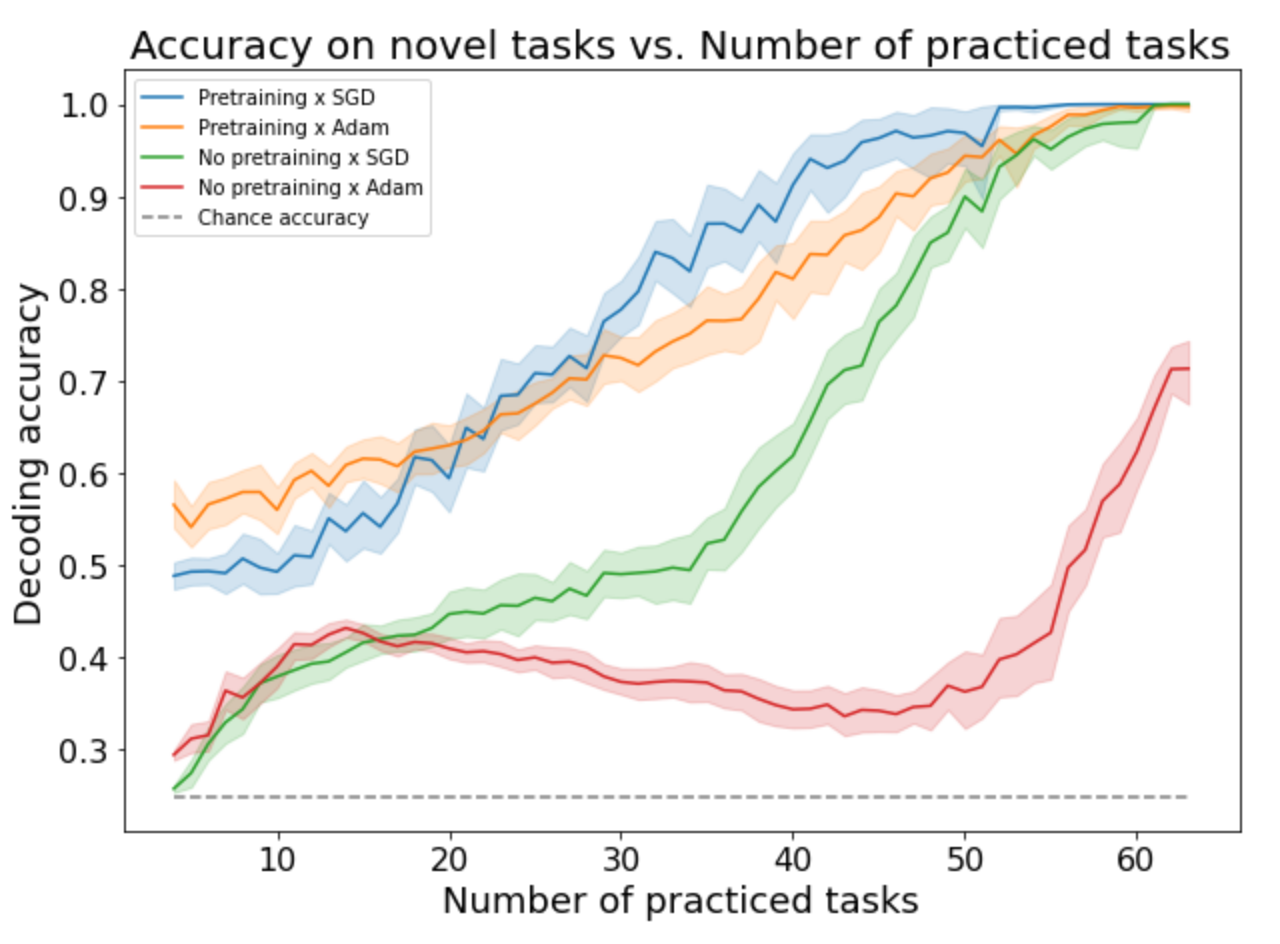 Accuracy on novel tasks vs. Number of practiced tasks
Pretraining x SGD
Pretraining x Adam
No pretraining x SGD
No pretraining x Adam
Chance accuracy
Decoding accuracy
1.0
0.9
0.8
0.7
0.6
0.5
0.4
0.3
10 20 30 40 50 60
Number of practiced tasks